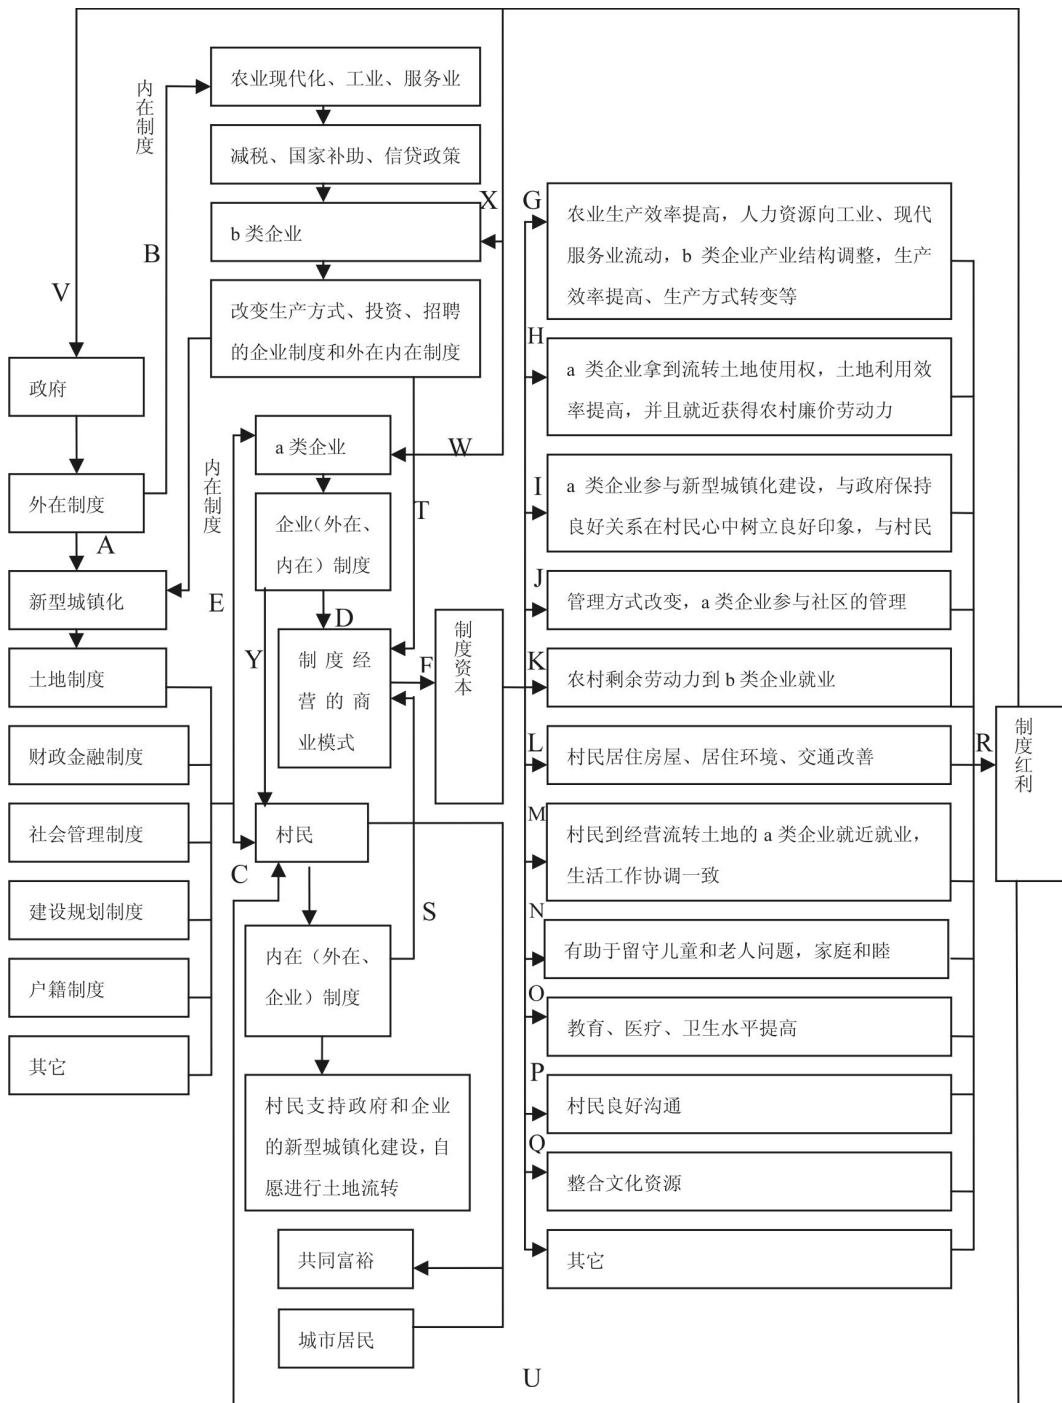 农业现代化、工业、服务业
内在制度
减税、国家补助、信贷政策
X
b 类企业
B
V
改变生产方式、投资、招聘
的企业制度和外在内在制度
政府
外在制度
A
新型城镇化
土地制度
财政金融制度
社会管理制度
建设规划制度
户籍制度
其它
a 类企业
W
内在制度
企业（外在、
内在）制度
T
E
D
Y
制度经
营的商
业模式
F
制度资本
村民
C
S
内在（外在、
企业）制度
村民支持政府和企业
的新型城镇化建设，自
愿进行土地流转
共同富裕
城市居民
U
G
农业生产效率提高，人力资源向工业、现代
服务业流动，b 类企业产业结构调整，生产
效率提高、生产方式转变等
H
a 类企业拿到流转土地使用权，土地利用效
率提高，并且就近获得农村廉价劳动力
I
a 类企业参与新型城镇化建设，与政府保持
良好关系在村民心中树立良好印象，与村民
J
管理方式改变，a 类企业参与社区的管理
K
农村剩余劳动力到 b 类企业就业
L
村民居住房屋、居住环境、交通改善
M
村民到经营流转土地的 a 类企业就近就业，
生活工作协调一致
N
有助于留守儿童和老人问题，家庭和睦
O
教育、医疗、卫生水平提高
P
村民良好沟通
Q
整合文化资源
其它
R
制度红利